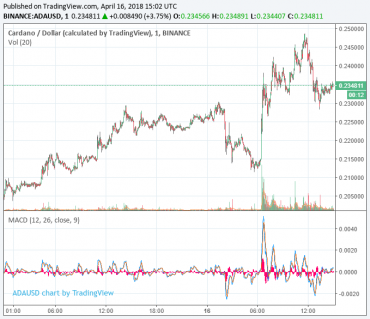 Published on TradingView.com, April 16, 2018 15:02 UTC
BINANCE:ADAUSD, 1 0.234811 ▲ +0.008490 (+3.75%) O:0.234566 H:0.234891 L:0.234407 C:0.234811
Cardano / Dollar (calculated by TradingView), 1, BINANCE
Vol (20)
0.250000
0.245000
0.240000
0.234811
00:12
0.230000
0.225000
0.220000
0.215000
0.210000
0.205000
0.200000
MACD (12, 26, close, 9)
0.0040
0.0020
0.0000
-0.0020
ADAUSD chart by TradingView
01:00 06:00 12:00 18:00 16 06:00 12:00